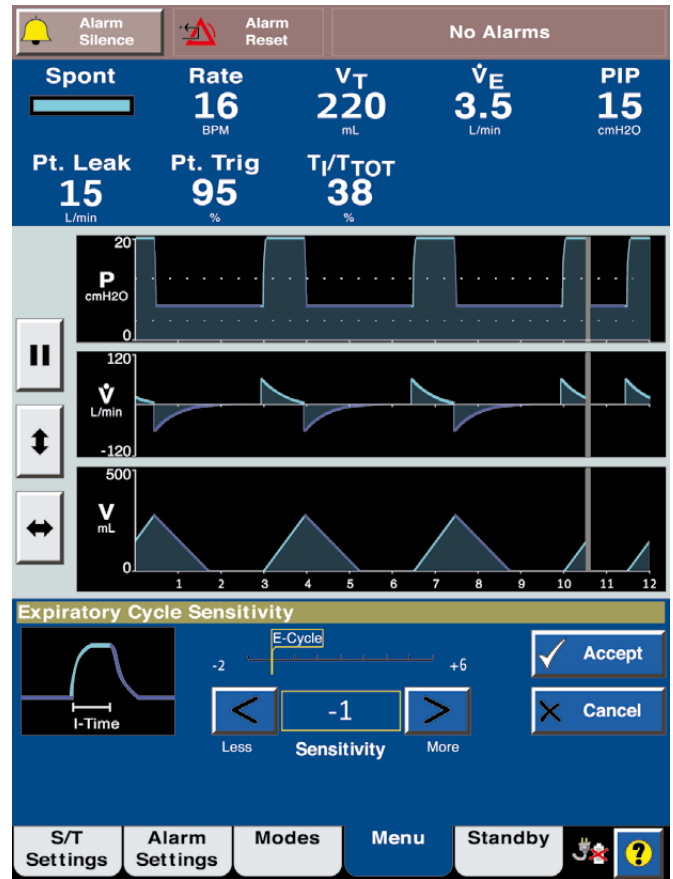 Alarm
Silence
Alarm
Reset
No Alarms
Spont
Rate
16
BPM
VT
220
mL
V̇E
3.5
L/min
PIP
15
cmH2O
Pt. Leak
15
L/min
Pt. Trig
95
%
TI/TTOT
38
%
20
P
cmH2O
0
120
V̇
L/min
-120
500
V
mL
0
1 2 3 4 5 6 7 8 9 10 11 12
Expiratory Cycle Sensitivity
I-Time
E-Cycle
-2
+6
<
-1
>
Less
Sensitivity
More
Accept
Cancel
S/T
Settings
Alarm
Settings
Modes
Menu
Standby
?